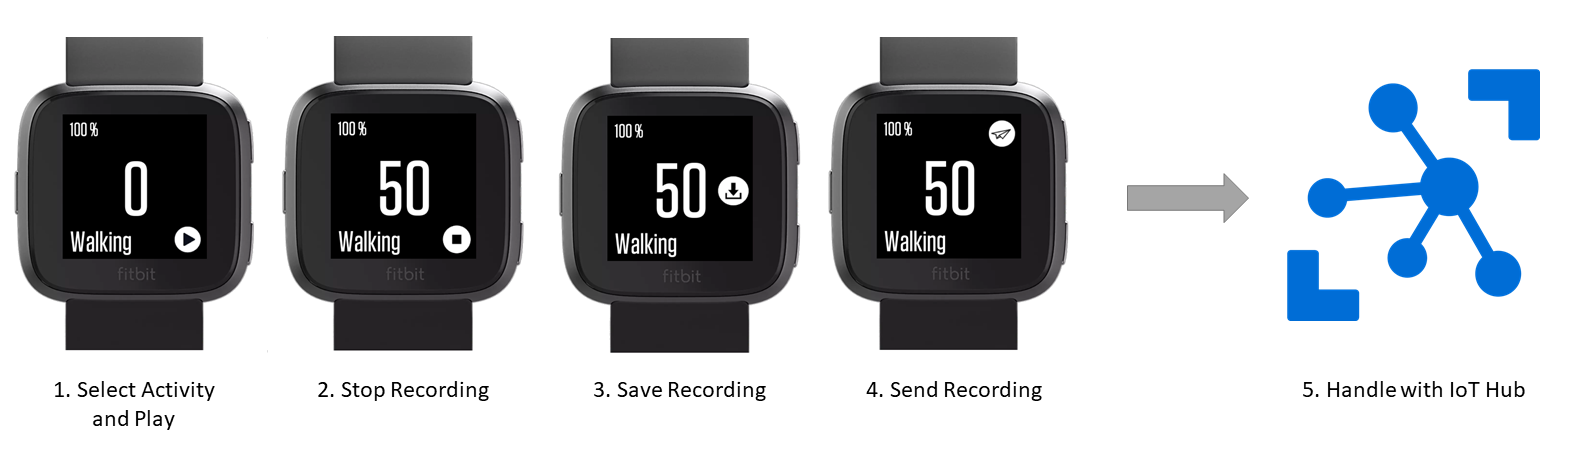 100 %
0
Walking
fitbit
1. Select Activity
and Play
100 %
50
Walking
fitbit
2. Stop Recording
100 %
50
Walking
fitbit
3. Save Recording
100 %
50
Walking
fitbit
4. Send Recording
5. Handle with IoT Hub